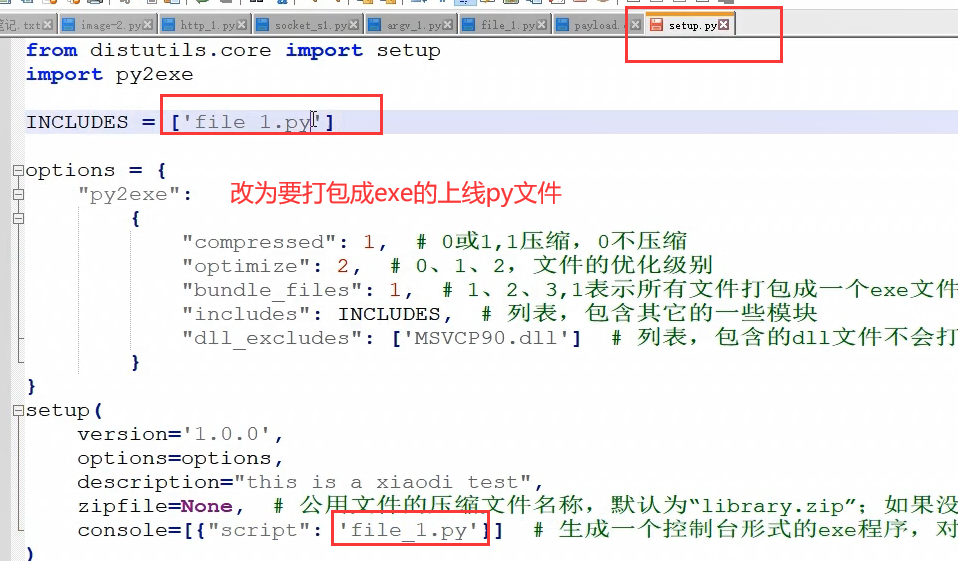 笔记.txt image-2.py http_1.py socket_s1.py argv_1.py file_1.py payload. setup.py
from distutils.core import setup
import py2exe
INCLUDES = ['file_1.py']
options = {
"py2exe": 改为要打包成exe的上线py文件
{
"compressed": 1, # 0或1,1压缩，0不压缩
"optimize": 2, # 0、1、2，文件的优化级别
"bundle_files": 1, # 1、2、3,1表示所有文件打包成一个exe文件
"includes": INCLUDES, # 列表，包含其它的一些模块
"dll_excludes": ['MSVCP90.dll'] # 列表，包含的dll文件不会打
}
}
setup(
version='1.0.0',
options=options,
description="this is a xiaodi test",
zipfile=None, # 公用文件的压缩文件名称，默认为“library.zip”；如果没
console=[{"script": 'file_1.py'}] # 生成一个控制台形式的exe程序，对
)